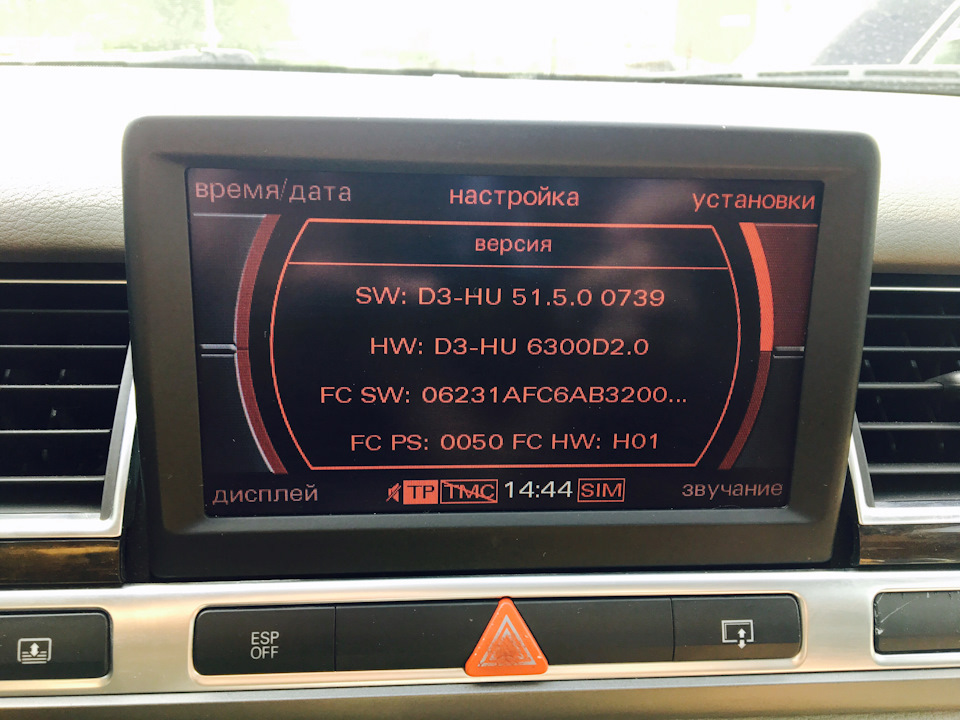 время/дата настройка установки
версия
SW: D3-HU 51.5.0 0739
HW: D3-HU 6300D2.0
FC SW: 06231AFC6AB3200...
FC PS: 0050 FC HW: H01
дисплей TP TMC 14:44 SIM звучание
ESP
OFF